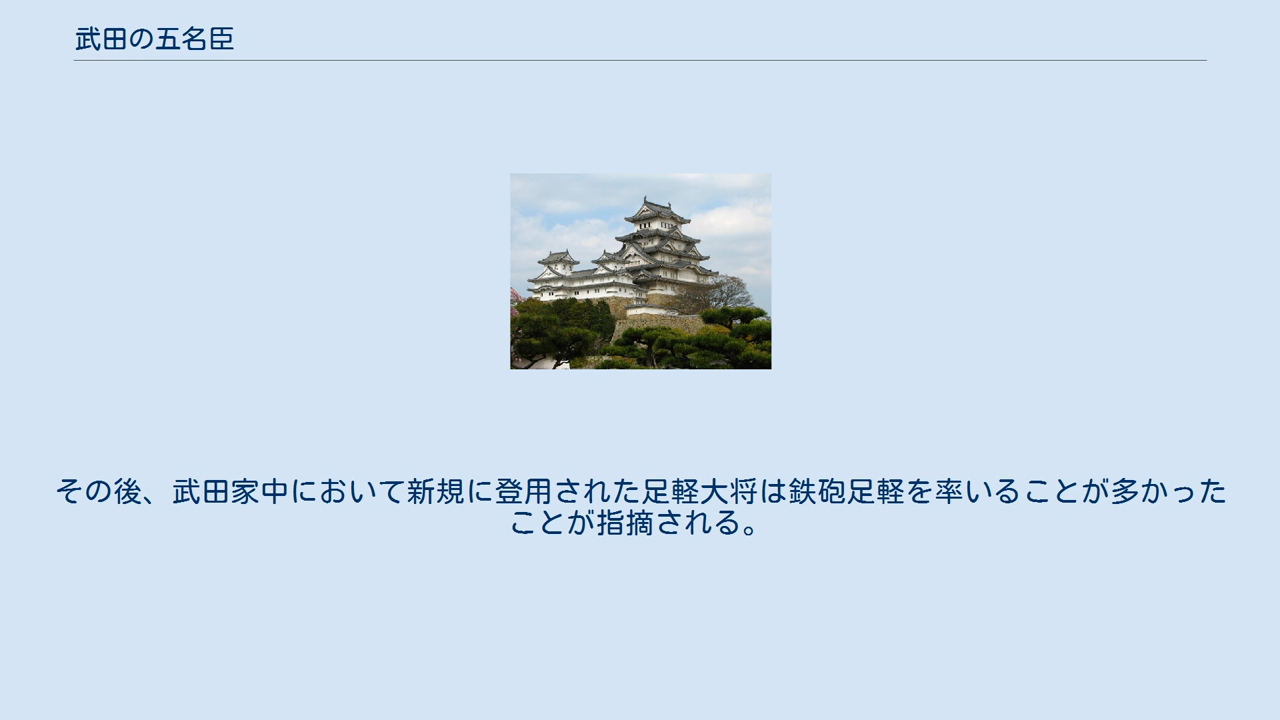 武田の五名臣
その後、武田家中において新規に登用された足軽大将は鉄砲足軽を率いることが多かった
ことが指摘される。